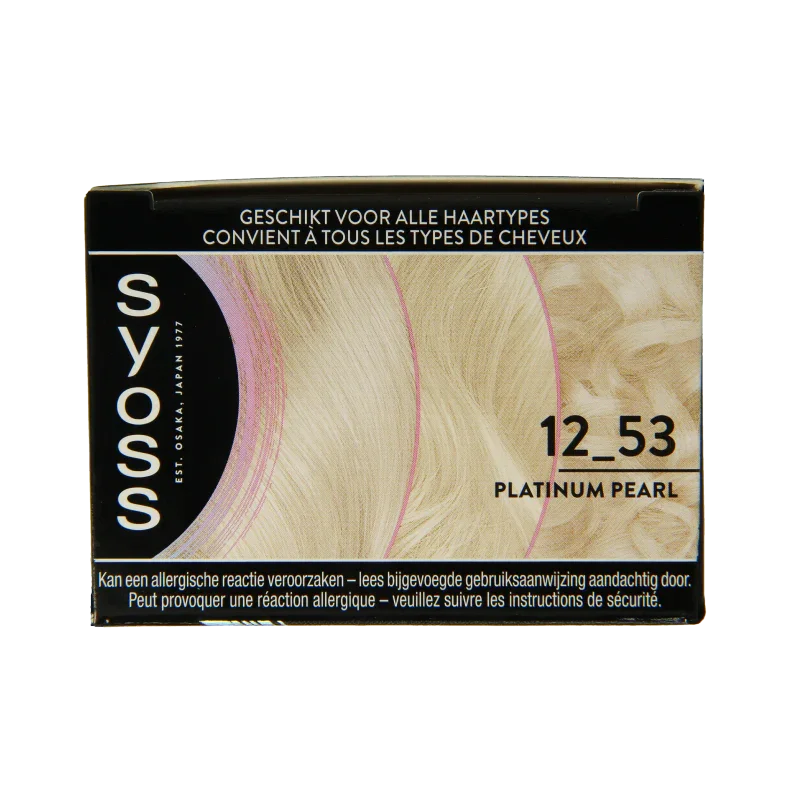 GESCHIKT VOOR ALLE HAARTYPES
CONVIENT À TOUS LES TYPES DE CHEVEUX
syoss
EST. OSAKA, JAPAN 1977
12_53
PLATINUM PEARL
Kan een allergische reactie veroorzaken – lees bijgevoegde gebruiksaanwijzing aandachtig door.
Peut provoquer une réaction allergique – veuillez suivre les instructions de sécurité.